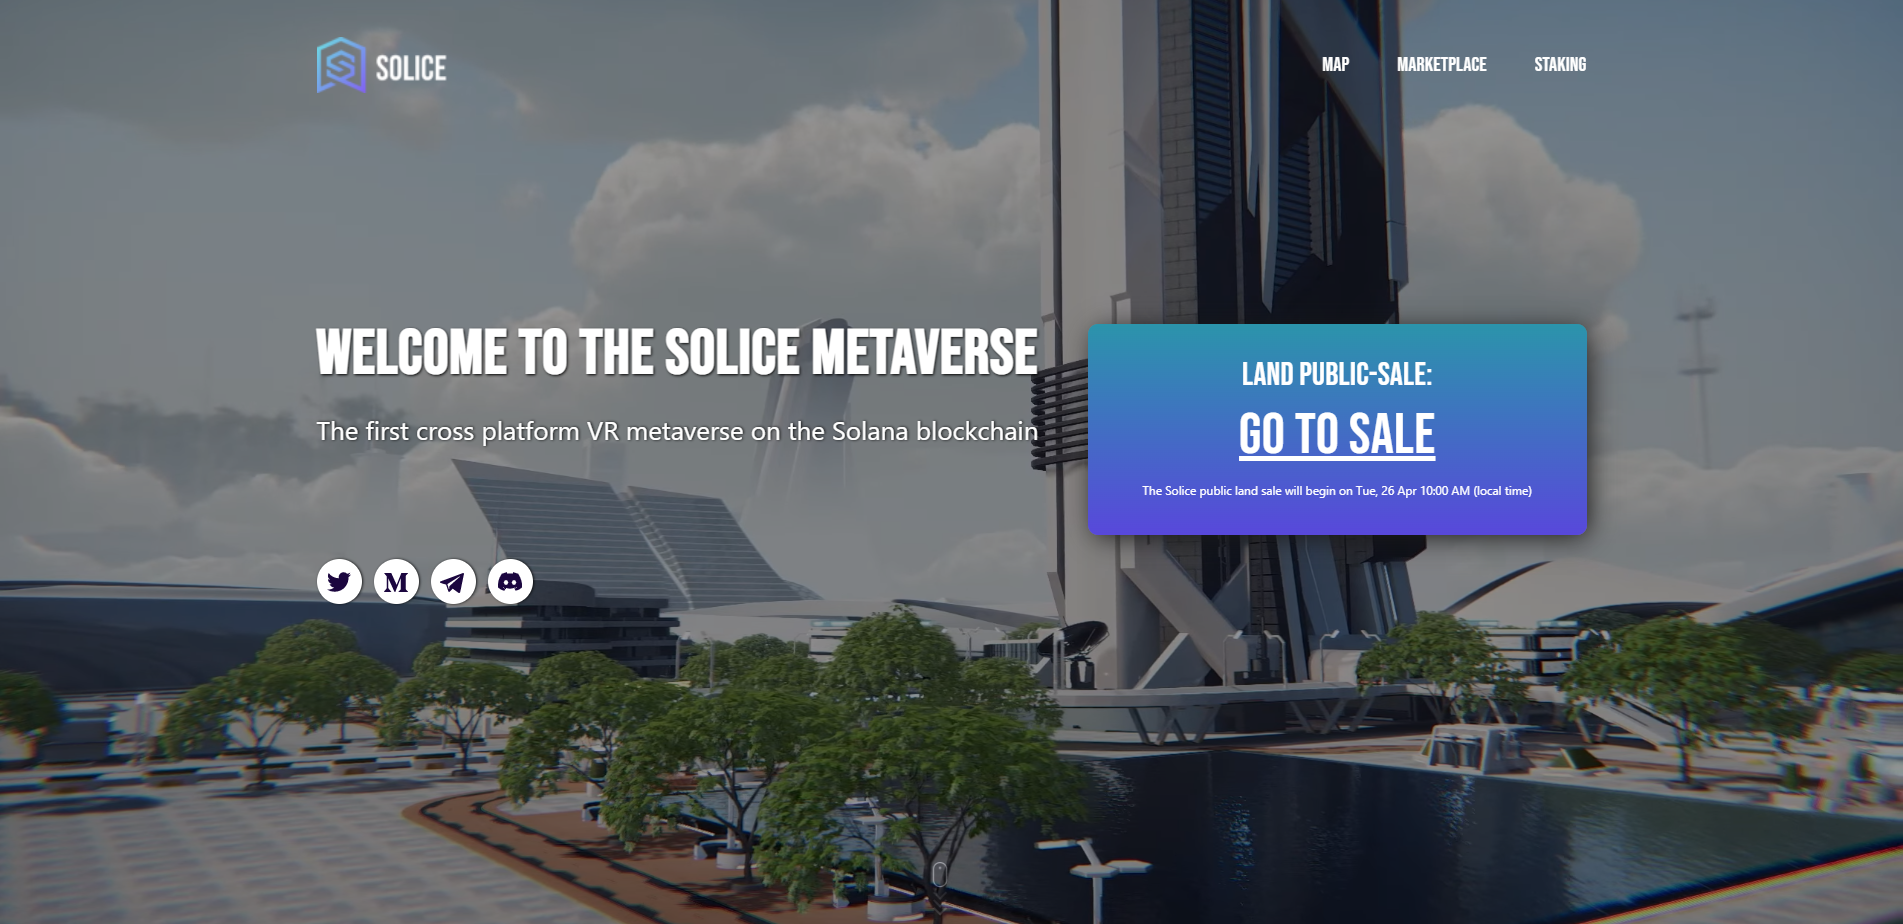 SOLICE
MAP
MARKETPLACE
STAKING
WELCOME TO THE SOLICE METAVERSE
The first cross platform VR metaverse on the Solana blockchain
LAND PUBLIC-SALE:
GO TO SALE
The Solice public land sale will begin on Tue, 26 Apr 10:00 AM (local time)